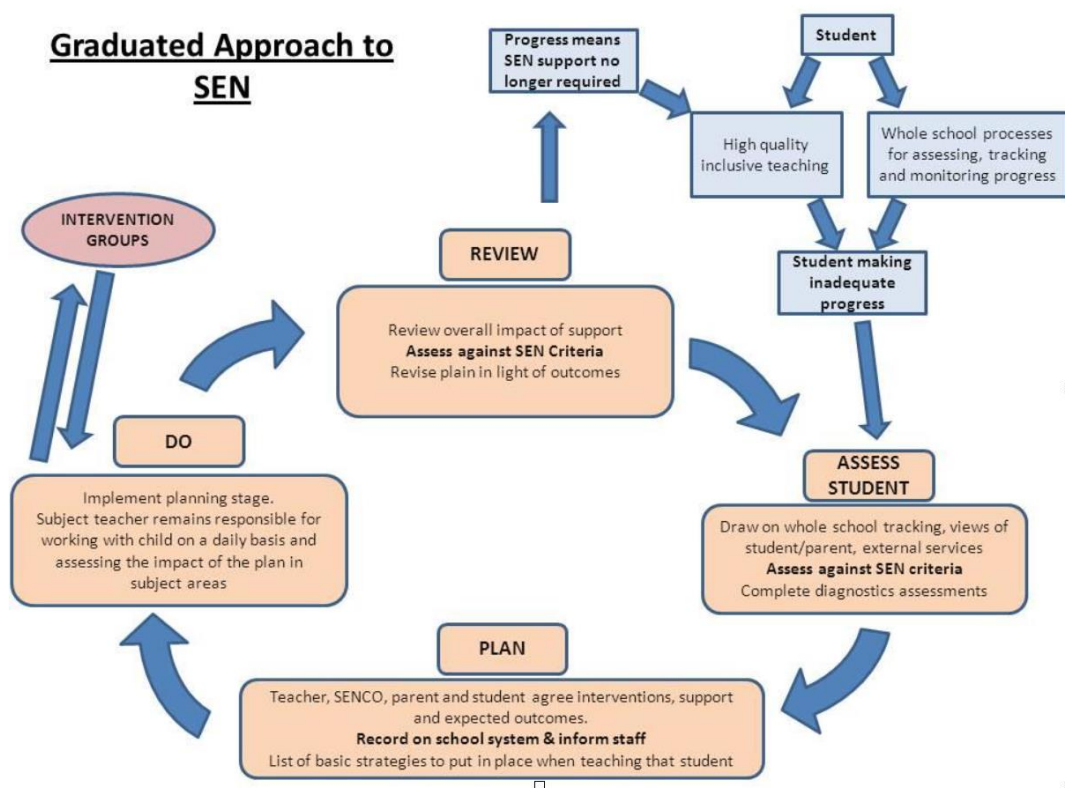 Graduated Approach to
SEN
Progress means
SEN support no
longer required
Student
High quality
inclusive teaching
Whole school processes
for assessing, tracking
and monitoring progress
Student making
inadequate
progress
INTERVENTION
GROUPS
REVIEW
Review overall impact of support
Assess against SEN Criteria
Revise plain in light of outcomes
DO
Implement planning stage.
Subject teacher remains responsible for
working with child on a daily basis and
assessing the impact of the plan in
subject areas
ASSESS
STUDENT
Draw on whole school tracking, views of
student/parent, external services
Assess against SEN criteria
Complete diagnostics assessments
PLAN
Teacher, SENCO, parent and student agree interventions, support
and expected outcomes.
Record on school system & inform staff
List of basic strategies to put in place when teaching that student